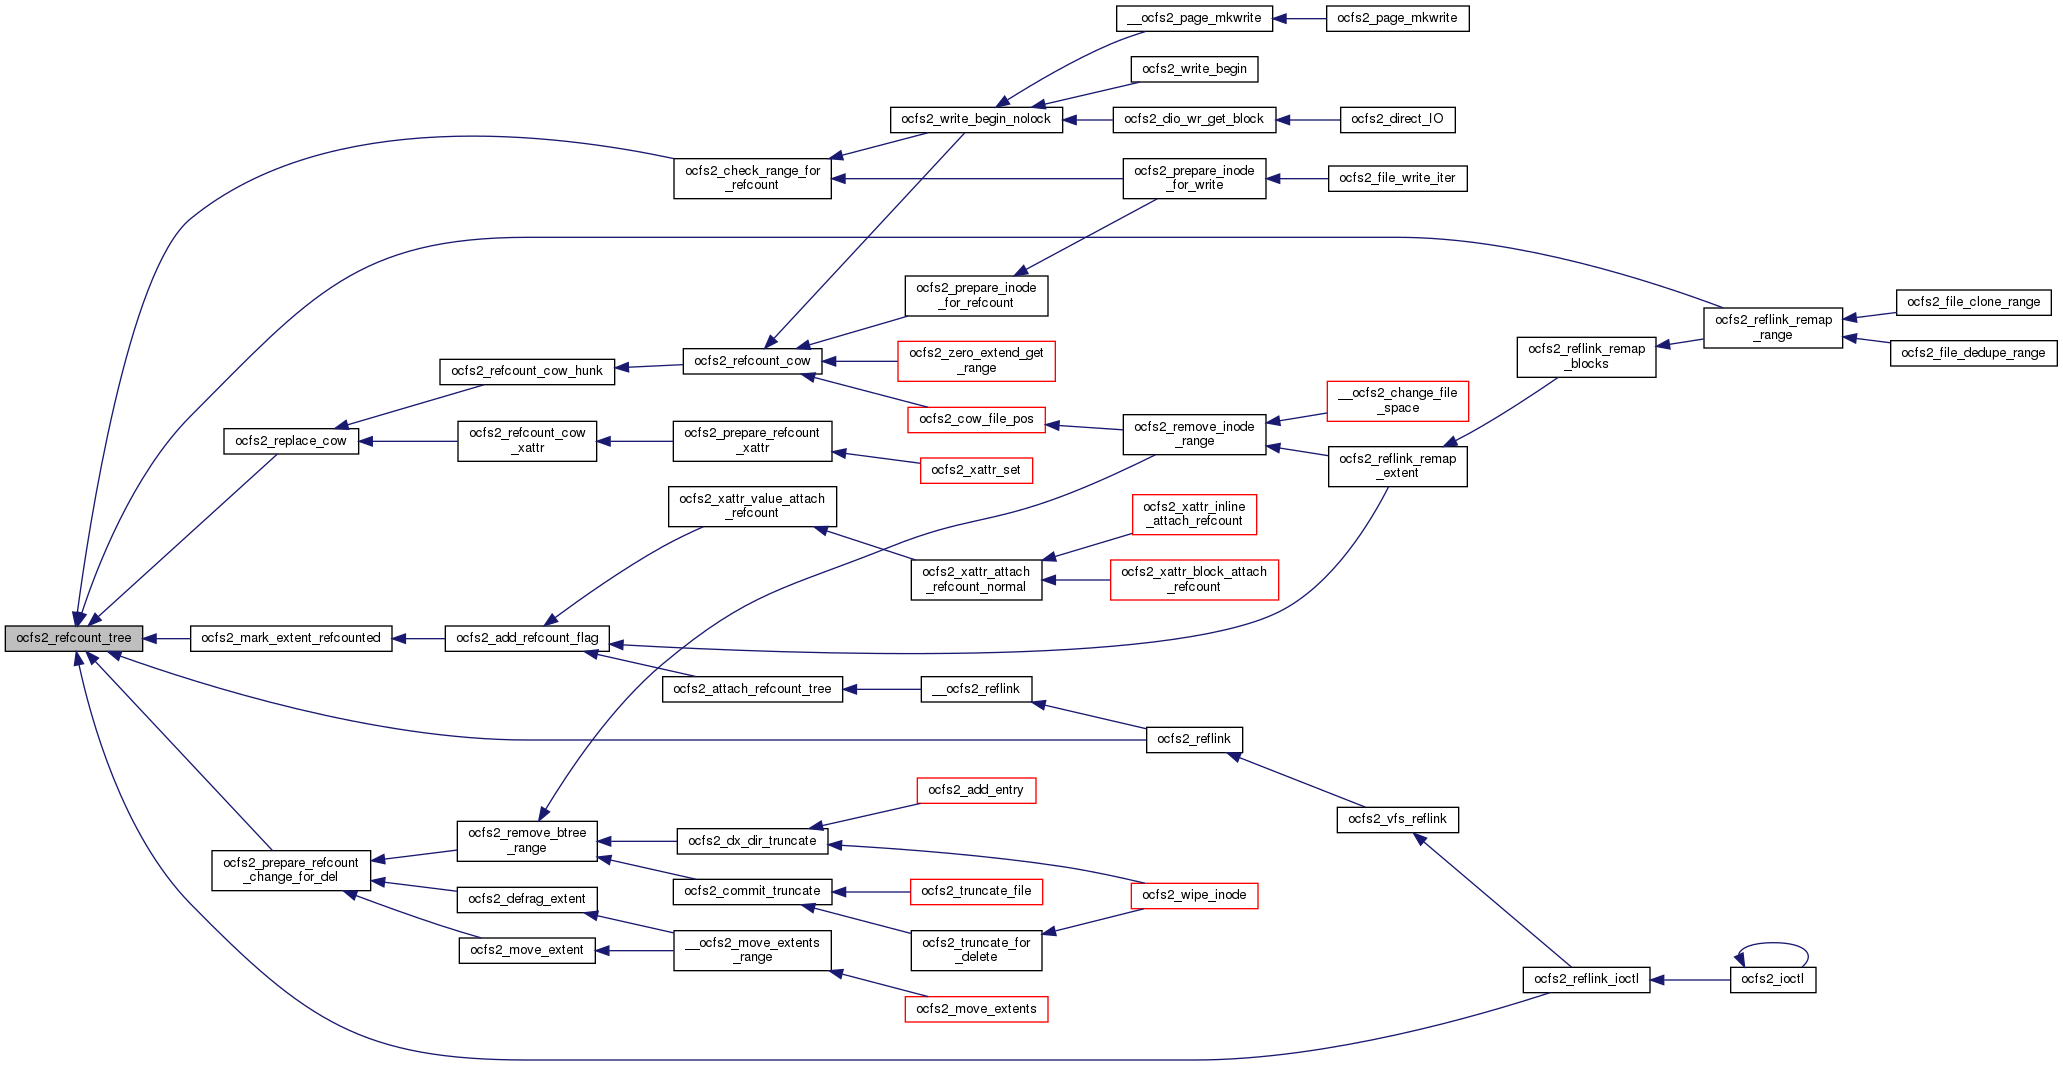 __ocfs2_page_mkwrite
ocfs2_page_mkwrite
ocfs2_write_begin
ocfs2_write_begin_nolock
ocfs2_dio_wr_get_block
ocfs2_direct_IO
ocfs2_check_range_for
_refcount
ocfs2_prepare_inode
_for_write
ocfs2_file_write_iter
ocfs2_prepare_inode
_for_refcount
ocfs2_reflink_remap
_range
ocfs2_file_clone_range
ocfs2_file_dedupe_range
ocfs2_reflink_remap
_blocks
ocfs2_refcount_cow
ocfs2_zero_extend_get
_range
ocfs2_refcount_cow_hunk
ocfs2_cow_file_pos
__ocfs2_change_file
_space
ocfs2_remove_inode
_range
ocfs2_replace_cow
ocfs2_refcount_cow
_xattr
ocfs2_prepare_refcount
_xattr
ocfs2_xattr_set
ocfs2_reflink_remap
_extent
ocfs2_xattr_value_attach
_refcount
ocfs2_xattr_inline
_attach_refcount
ocfs2_xattr_attach
_refcount_normal
ocfs2_xattr_block_attach
_refcount
ocfs2_refcount_tree
ocfs2_mark_extent_refcounted
ocfs2_add_refcount_flag
ocfs2_attach_refcount_tree
__ocfs2_reflink
ocfs2_reflink
ocfs2_add_entry
ocfs2_vfs_reflink
ocfs2_remove_btree
_range
ocfs2_dx_dir_truncate
ocfs2_prepare_refcount
_change_for_del
ocfs2_commit_truncate
ocfs2_truncate_file
ocfs2_wipe_inode
ocfs2_defrag_extent
ocfs2_truncate_for
_delete
ocfs2_move_extent
__ocfs2_move_extents
_range
ocfs2_reflink_ioctl
ocfs2_ioctl
ocfs2_move_extents